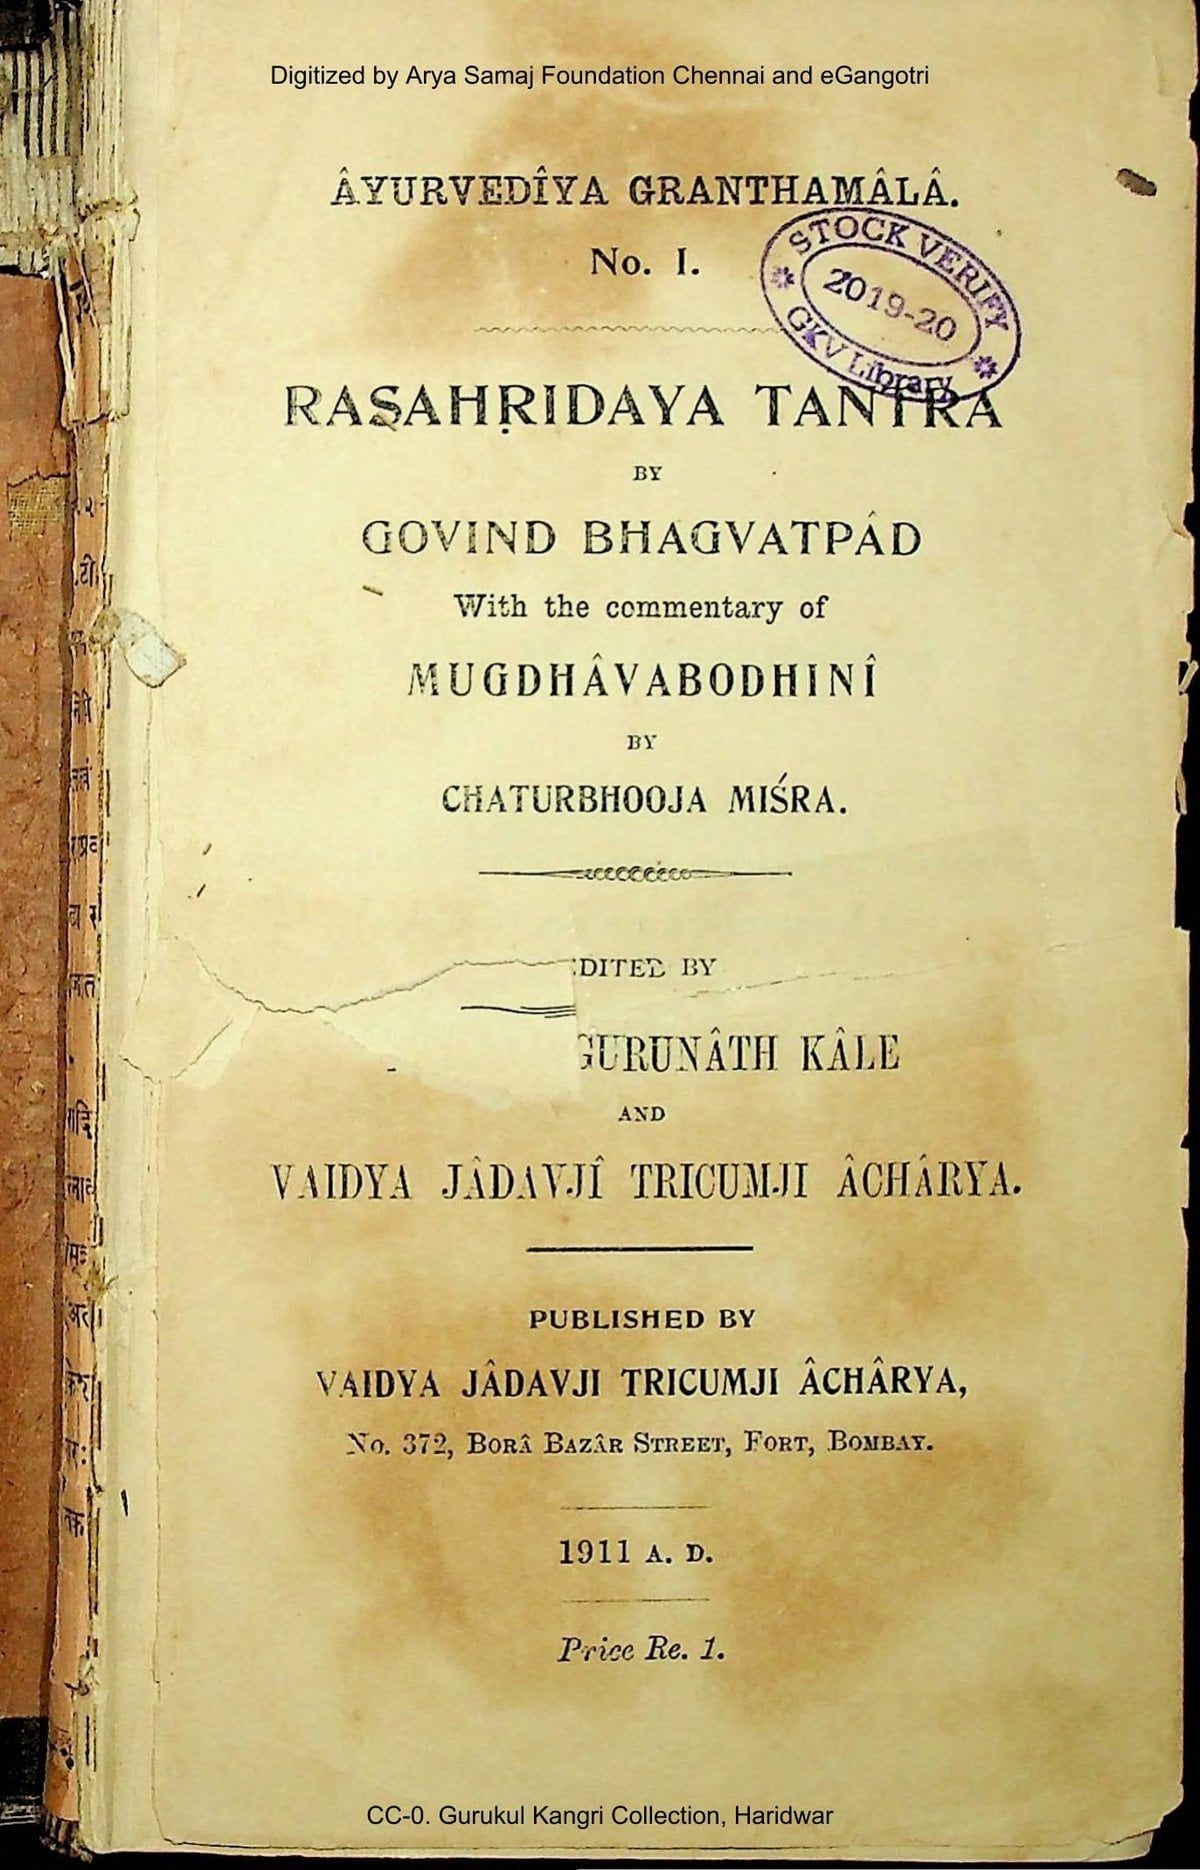 Digitized by Arya Samaj Foundation Chennai and eGangotri
ÂYURVEDÎYA GRANTHAMÂLÂ.
No. I.
STOCK VERIFY
2019-20
GKV Library
RASAHṚIDAYA TANTRA
BY
GOVIND BHAGVATPÁD
With the commentary of
MUGDHÂVABODHINÎ
BY
CHATURBHOOJA MIŚRA.
DITED BY
GURUNÂTH KÂLE
AND
VAIDYA JÂDAVJÎ TRICUMJI ÂCHÁRYA.
PUBLISHED BY
VAIDYA JÂDAVJI TRICUMJI ÂCHÂRYA,
No. 372, BORÂ BAZÂR STREET, FORT, BOMBAY.
1911 A. D.
Price Re. 1.
CC-0. Gurukul Kangri Collection, Haridwar